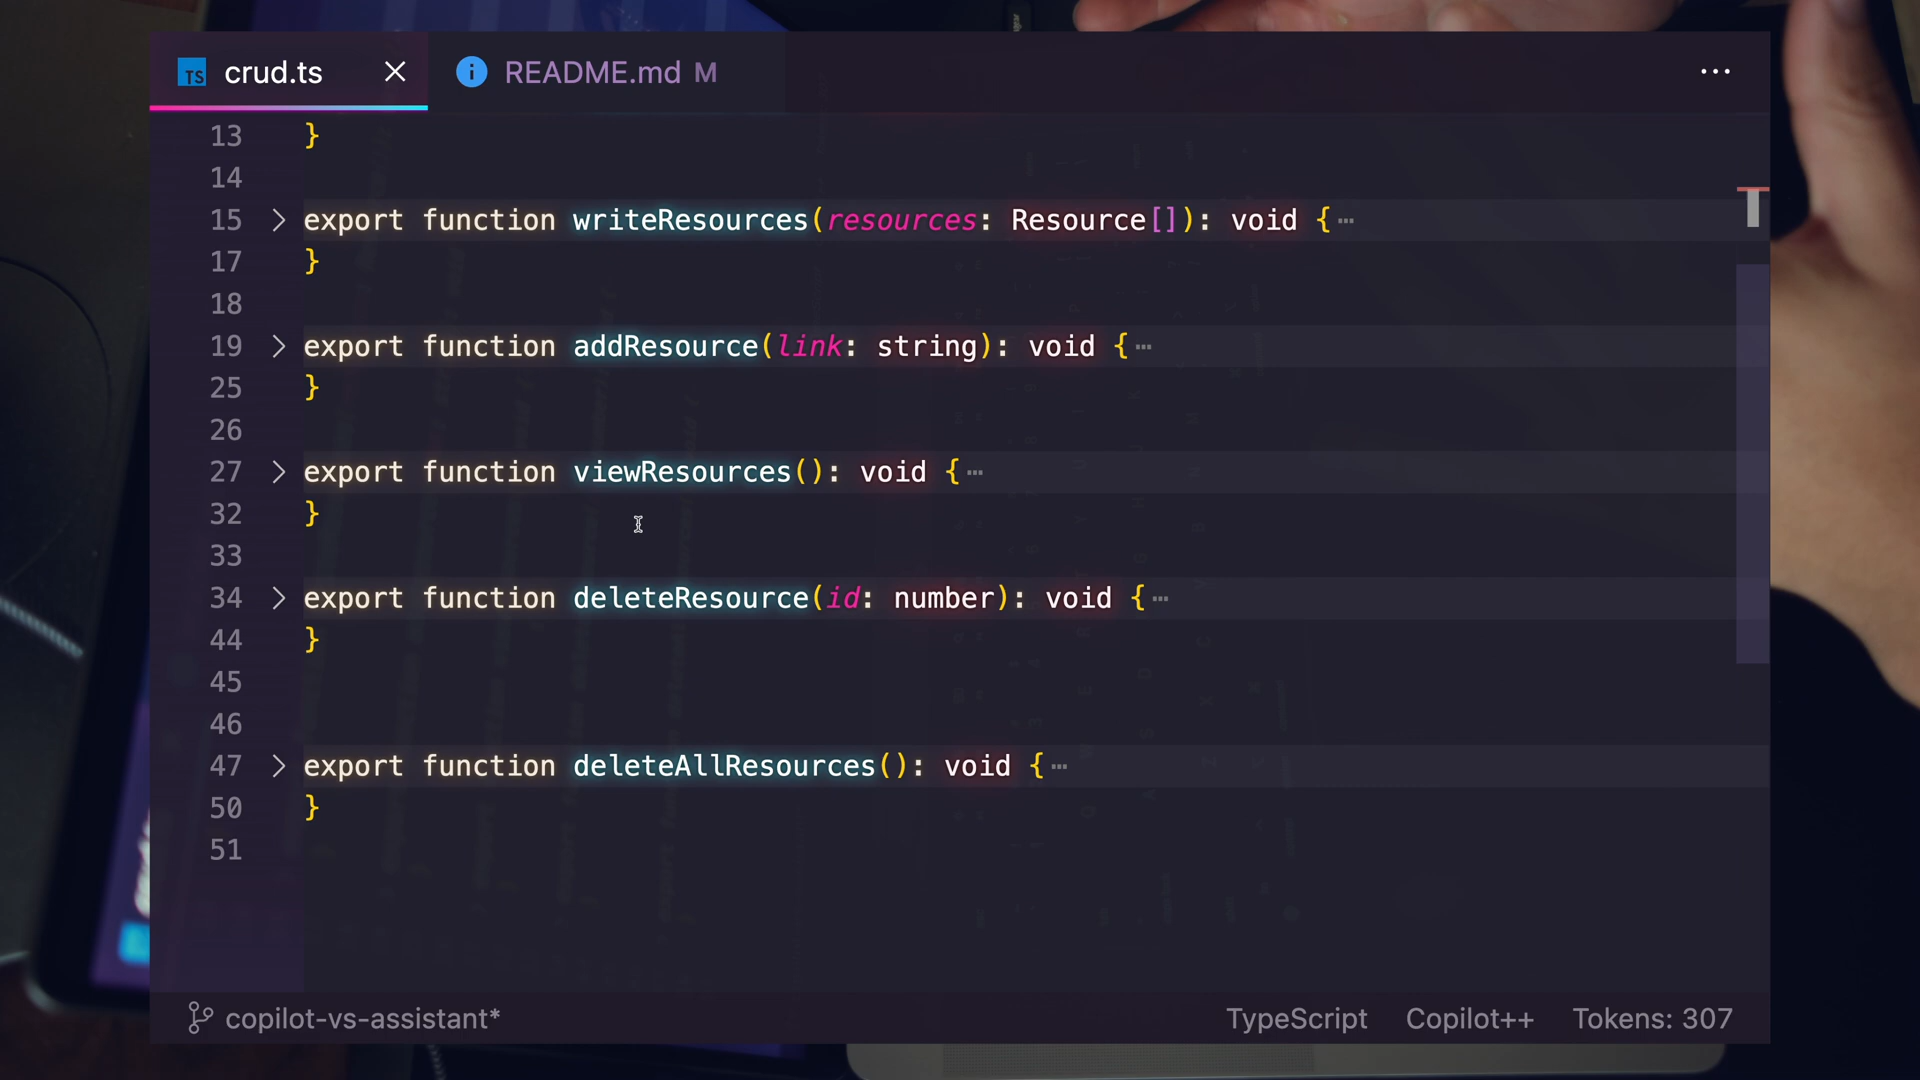 TS crud.ts README.md M ...
13 }
14
15 export function writeResources(resources: Resource[]): void { ...
17 }
18
19 export function addResource(link: string): void { ...
25 }
26
27 export function viewResources(): void { ...
32 }
33
34 export function deleteResource(id: number): void { ...
44 }
45
46
47 export function deleteAllResources(): void { ...
50 }
51
copilot-vs-assistant* TypeScript Copilot++ Tokens: 307